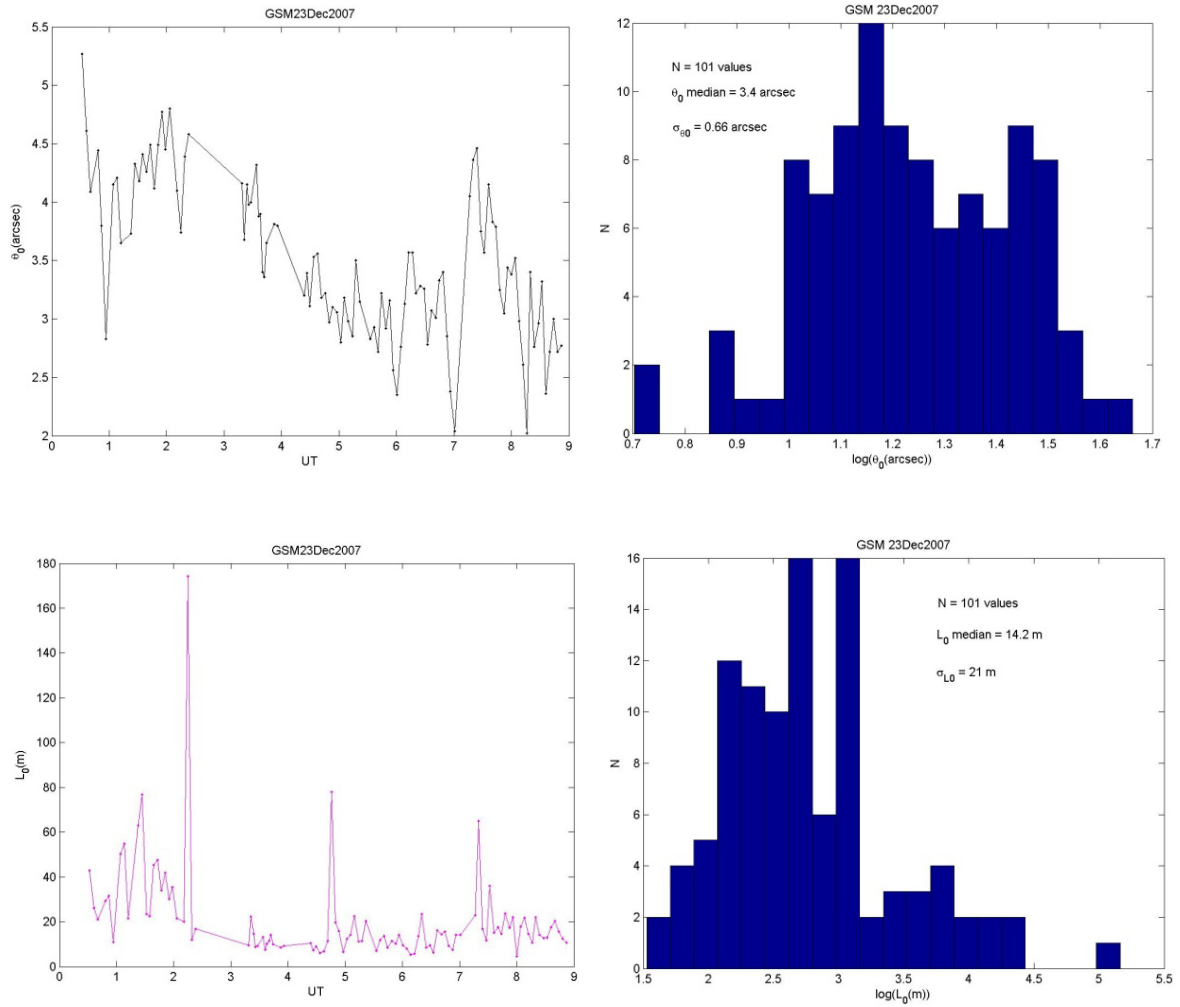 GSM23Dec2007
5.5
5
4.5
4
3.5
3
2.5
2
0 1 2 3 4 5 6 7 8 9
θ0(arcsec)
UT
GSM 23Dec2007
12
10
8
6
4
2
0
0.7 0.8 0.9 1 1.1 1.2 1.3 1.4 1.5 1.6 1.7
N
log(θ0(arcsec))
N = 101 values
θ0 median = 3.4 arcsec
σθ0 = 0.66 arcsec
GSM23Dec2007
180
160
140
120
100
80
60
40
20
0
0 1 2 3 4 5 6 7 8 9
L0(m)
UT
GSM 23Dec2007
16
14
12
10
8
6
4
2
0
1.5 2 2.5 3 3.5 4 4.5 5 5.5
N
log(L0(m))
N = 101 values
L0 median = 14.2 m
σL0 = 21 m